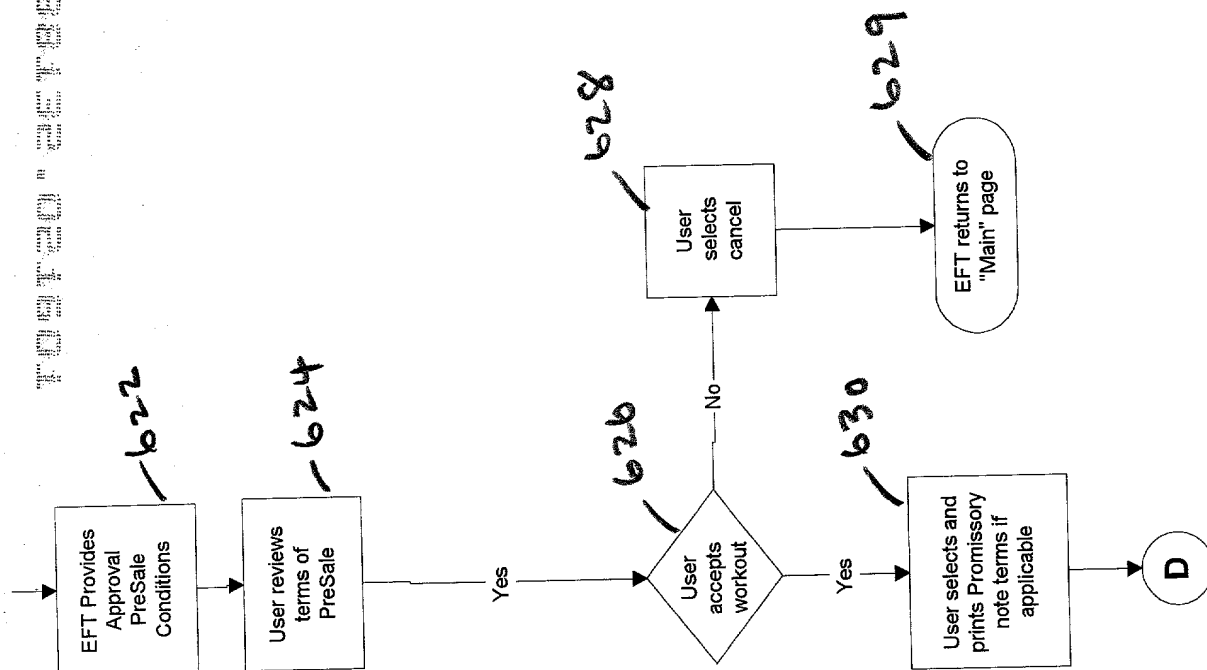 EFT Provides
Approval
PreSale
Conditions
622
User reviews
terms of
PreSale
624
Yes
User
accepts
workout
626
No
User
selects
cancel
628
EFT returns to
"Main" page
629
Yes
User selects and
prints Promissory
note terms if
applicable
630
D